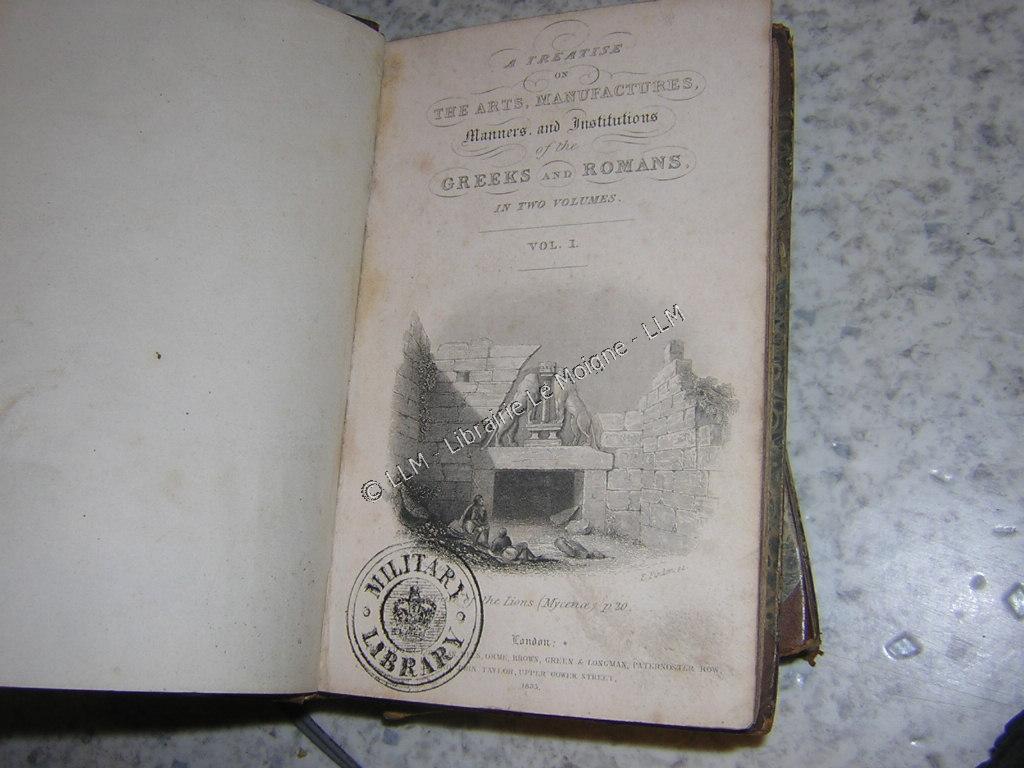 A TREATISE
ON
THE ARTS, MANUFACTURES,
Manners, and Institutions
of the
GREEKS AND ROMANS,
IN TWO VOLUMES.
VOL. I.
© LLM - Librairie Le Moigne - LLM
the Lions (Mycenæ) p. 20.
MILITARY LIBRARY
London:
ORME, BROWN, GREEN & LONGMAN, PATERNOSTER ROW,
TAYLOR, UPPER GOWER STREET,
1833.